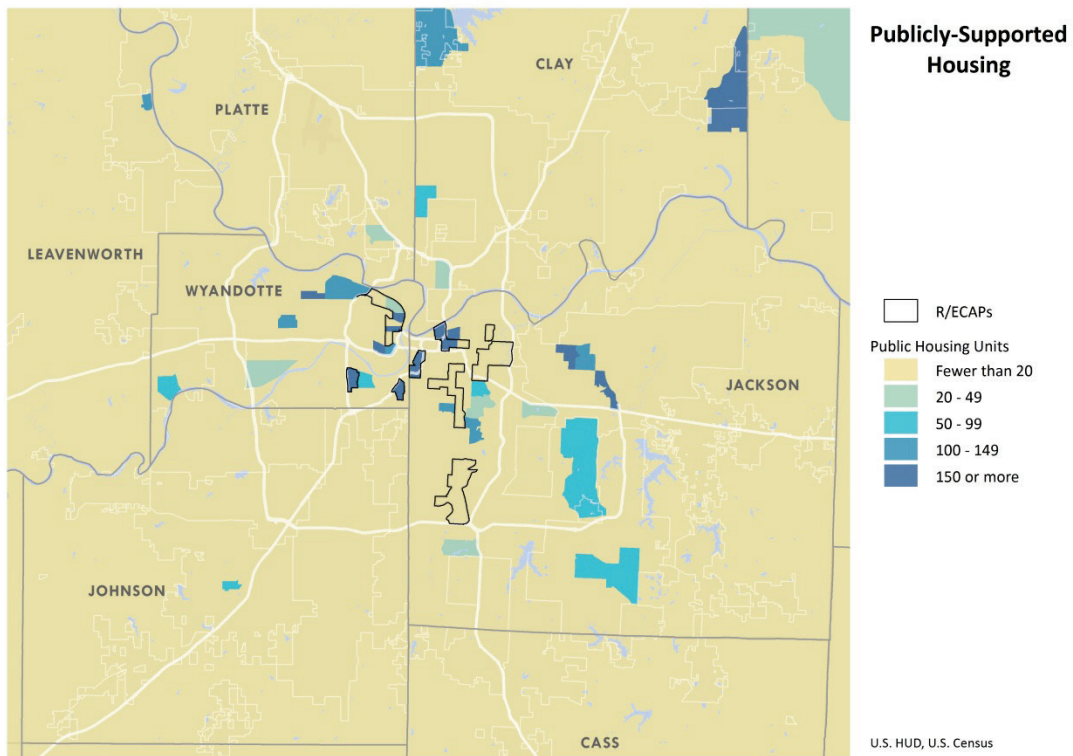 Publicly-Supported
Housing
CLAY
PLATTE
LEAVENWORTH
WYANDOTTE
JACKSON
JOHNSON
CASS
R/ECAPs
Public Housing Units
Fewer than 20
20 - 49
50 - 99
100 - 149
150 or more
U.S. HUD, U.S. Census